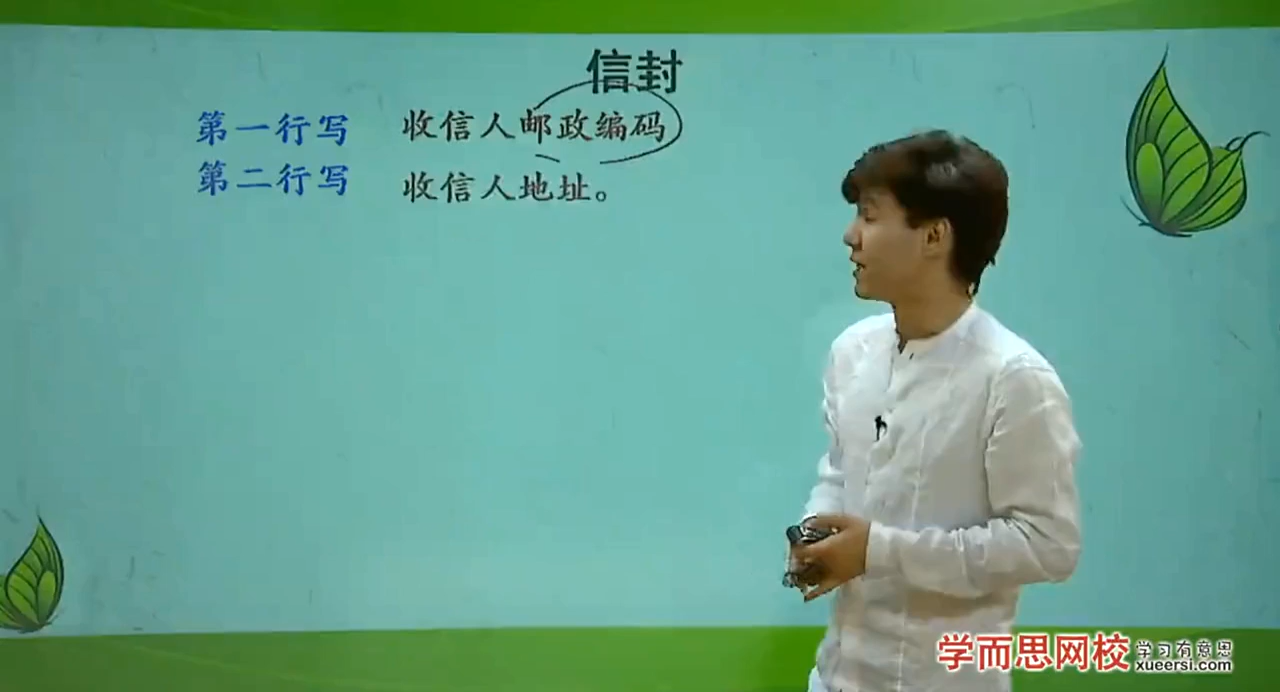 信封
第一行写 收信人邮政编码
第二行写 收信人地址。
学而思网校 学习有意思
xueersi.com